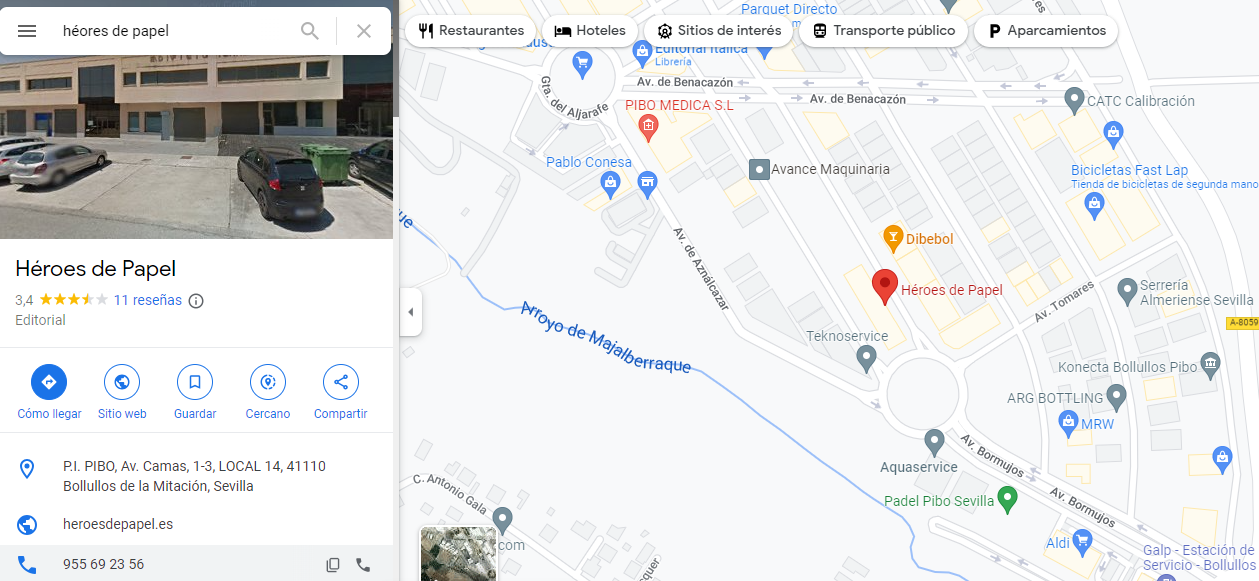 héores de papel
Héroes de Papel
3,4
11 reseñas
Editorial
Cómo llegar
Sitio web
Guardar
Cercano
Compartir
P.I. PIBO, Av. Camas, 1-3, LOCAL 14, 41110
Bollullos de la Mitación, Sevilla
heroesdepapel.es
955 69 23 56
Restaurantes
Hoteles
Sitios de interés
Transporte público
Aparcamientos
Parquet Directo
Editorial Itálica
Librería
Av. de Benacazón
Av. de Benacazón
Gta. del Aljarafe
PIBO MEDICA S.L
CATC Calibración
Pablo Conesa
Avance Maquinaria
Bicicletas Fast Lap
Tienda de bicicletas de segunda mano
Dibebol
Av. de Aznalcázar
Héroes de Papel
Av. Tomares
Serrería
Almeriense Sevilla
A-8059
Arroyo de Majalberraque
Teknoservice
Konecta Bollullos Pibo
ARG BOTTLING
MRW
Aquaservice
Av. Bormujos
Padel Pibo Sevilla
Av. Bormujos
C. Antonio Gala
Aldi
Galp - Estación de
Servicio - Bollullos